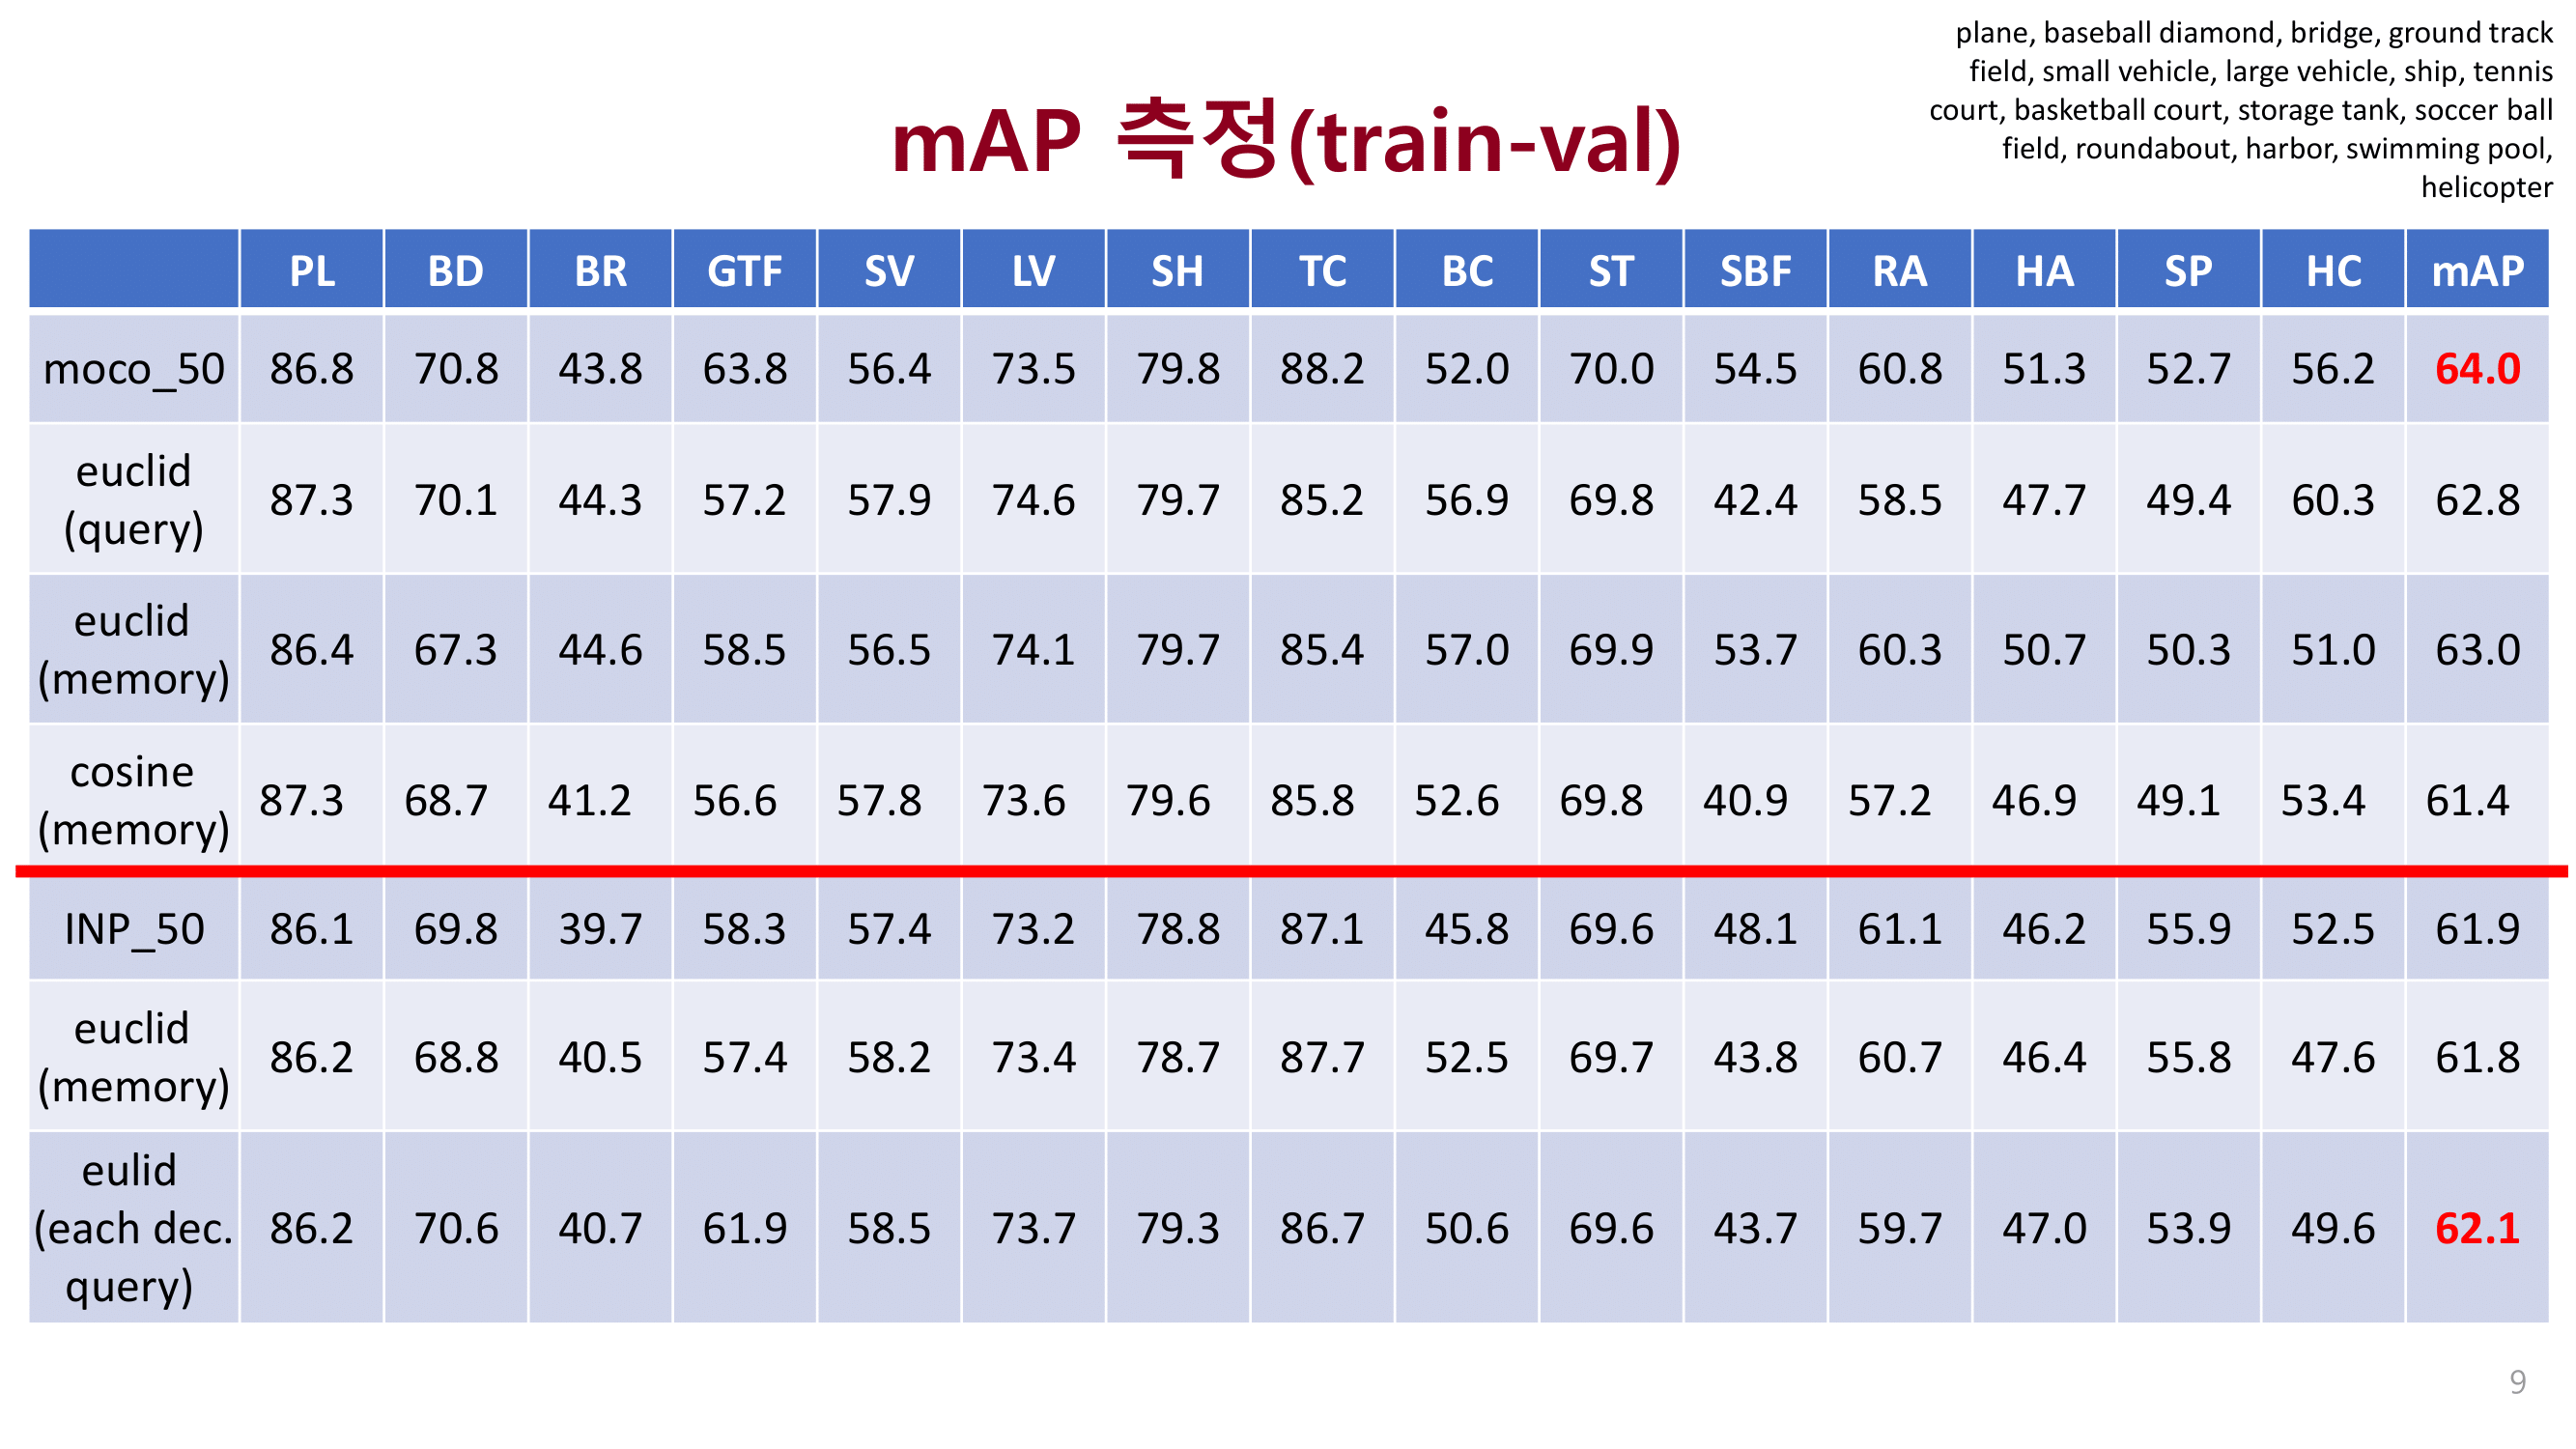 plane, baseball diamond, bridge, ground track
field, small vehicle, large vehicle, ship, tennis
court, basketball court, storage tank, soccer ball
field, roundabout, harbor, swimming pool,
helicopter
mAP 측정(train-val)
PL BD BR GTF SV LV SH TC BC ST SBF RA HA SP HC mAP
moco_50 86.8 70.8 43.8 63.8 56.4 73.5 79.8 88.2 52.0 70.0 54.5 60.8 51.3 52.7 56.2 64.0
euclid
(query) 87.3 70.1 44.3 57.2 57.9 74.6 79.7 85.2 56.9 69.8 42.4 58.5 47.7 49.4 60.3 62.8
euclid
(memory) 86.4 67.3 44.6 58.5 56.5 74.1 79.7 85.4 57.0 69.9 53.7 60.3 50.7 50.3 51.0 63.0
cosine
(memory) 87.3 68.7 41.2 56.6 57.8 73.6 79.6 85.8 52.6 69.8 40.9 57.2 46.9 49.1 53.4 61.4
INP_50 86.1 69.8 39.7 58.3 57.4 73.2 78.8 87.1 45.8 69.6 48.1 61.1 46.2 55.9 52.5 61.9
euclid
(memory) 86.2 68.8 40.5 57.4 58.2 73.4 78.7 87.7 52.5 69.7 43.8 60.7 46.4 55.8 47.6 61.8
eulid
(each dec. 86.2 70.6 40.7 61.9 58.5 73.7 79.3 86.7 50.6 69.6 43.7 59.7 47.0 53.9 49.6 62.1
query)
9